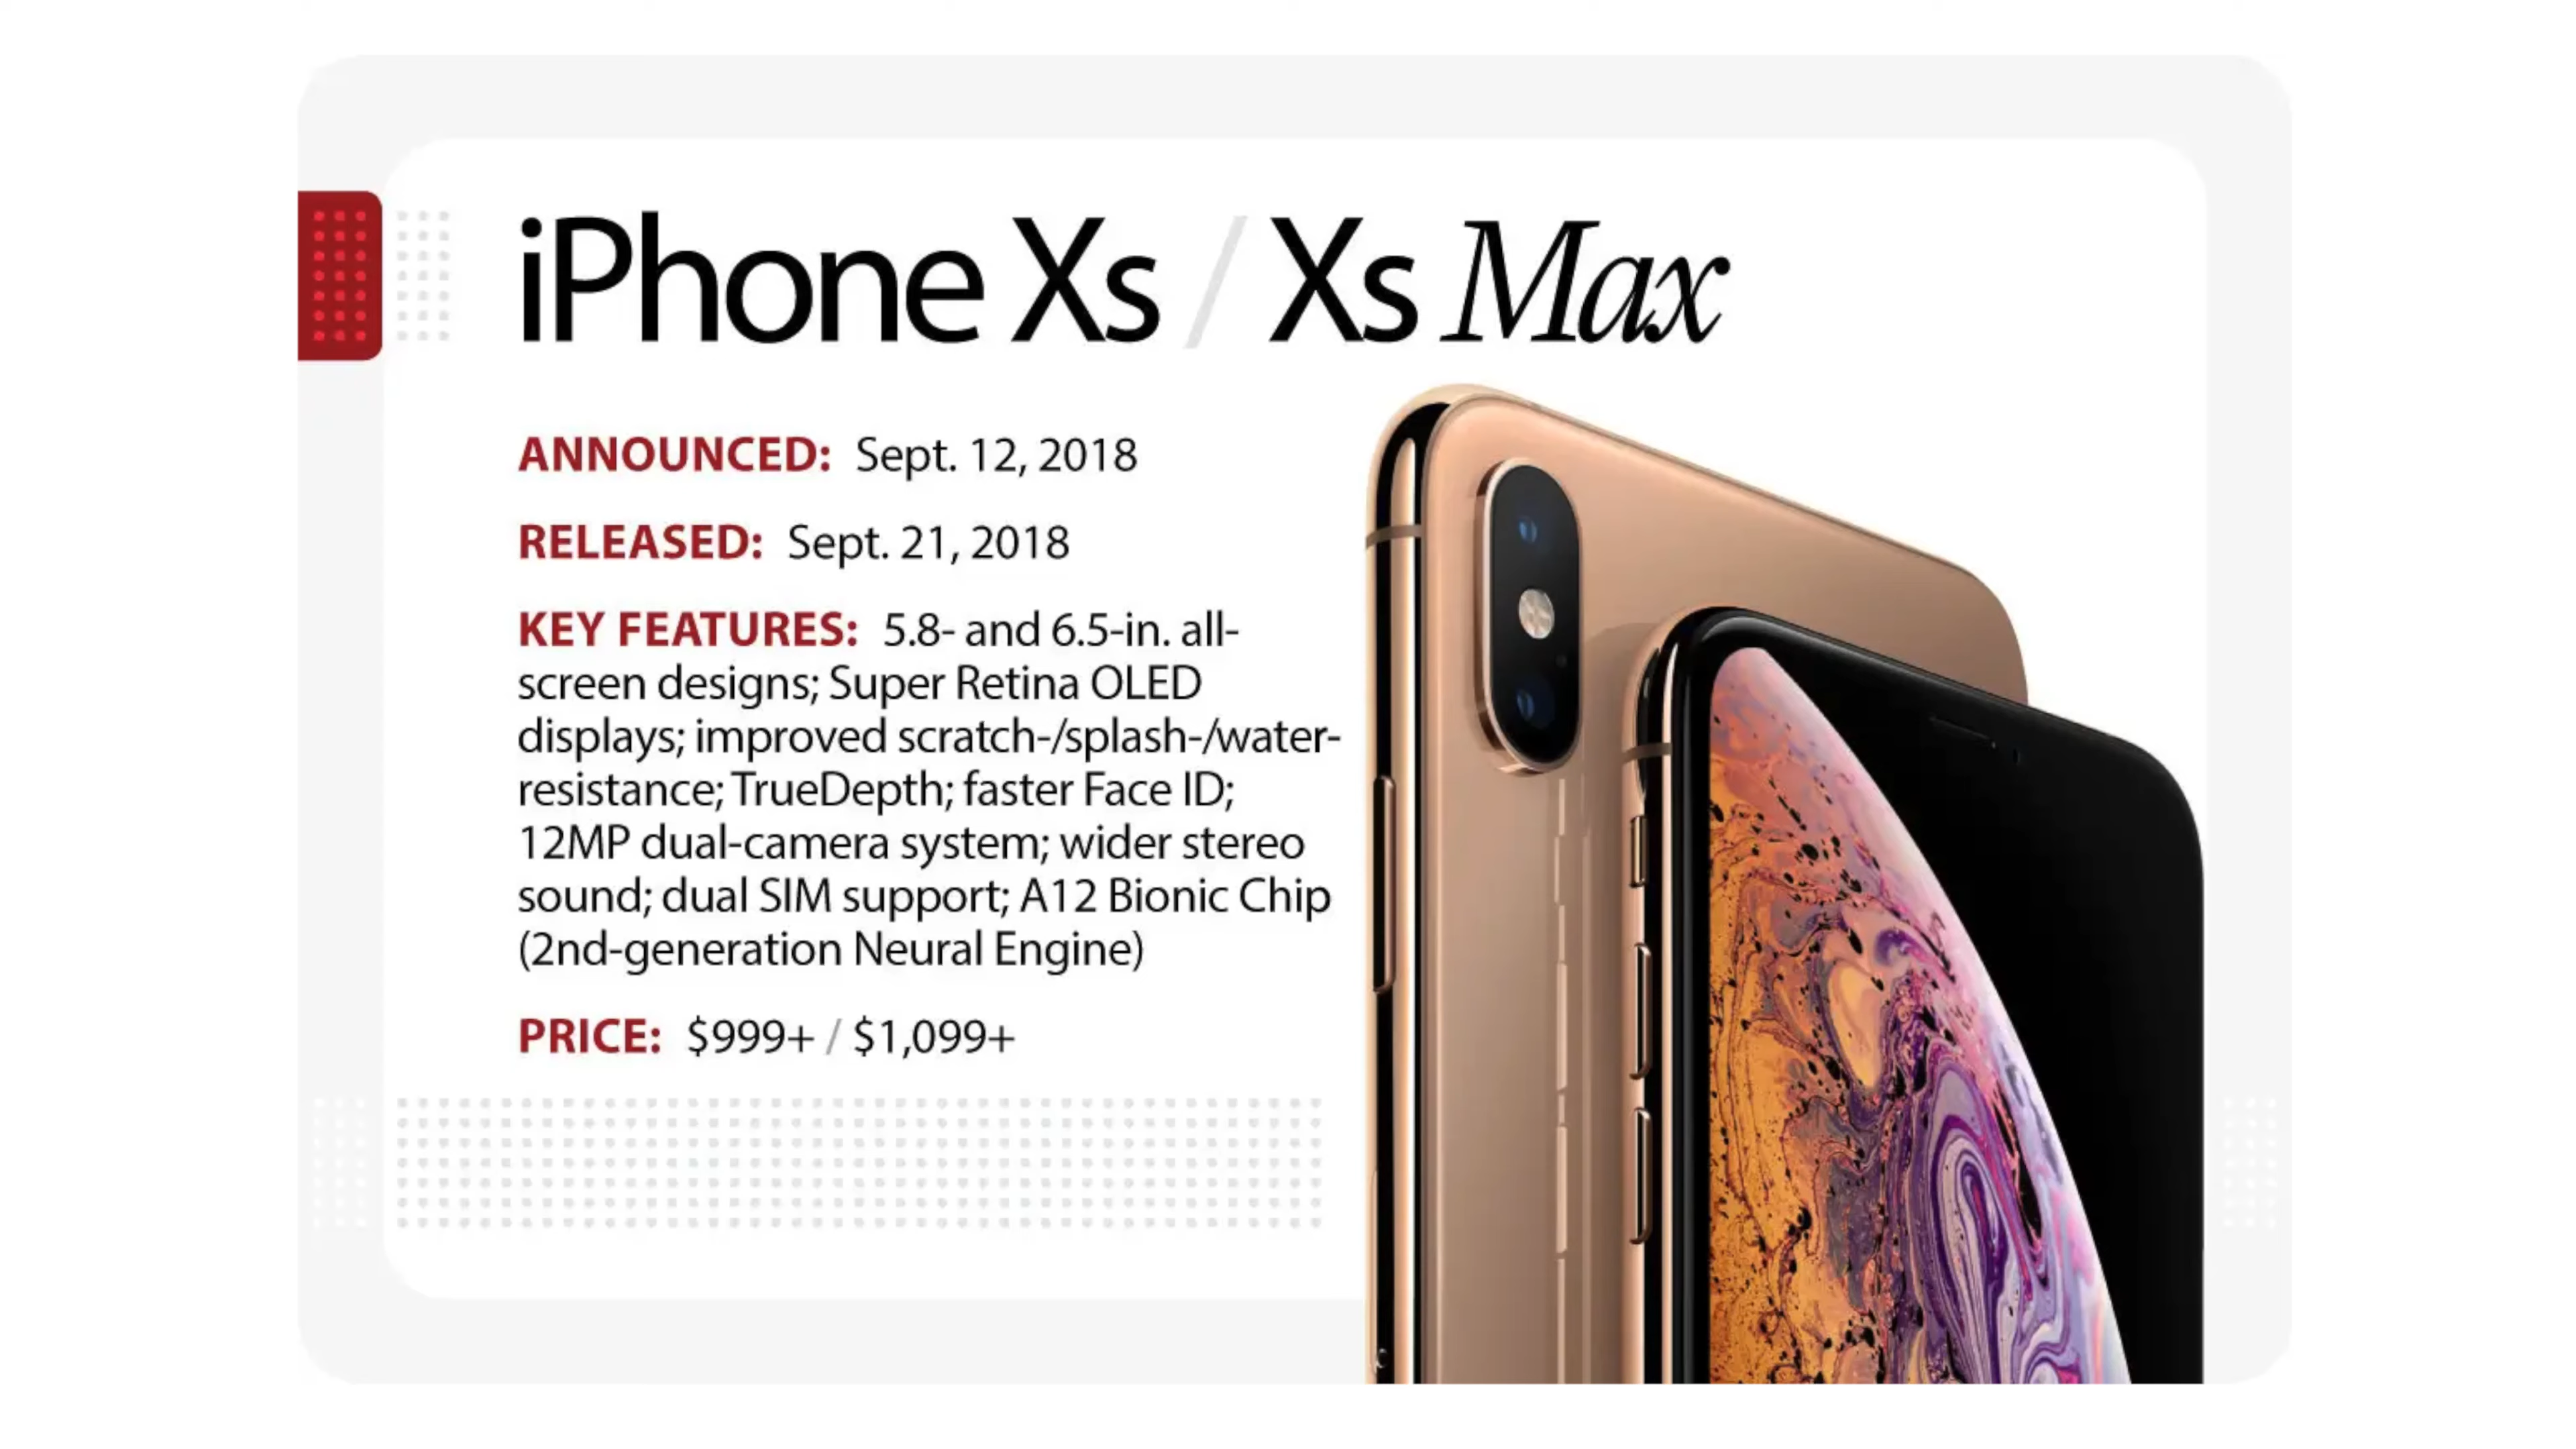 iPhone Xs / Xs Max
ANNOUNCED: Sept. 12, 2018
RELEASED: Sept. 21, 2018
KEY FEATURES: 5.8- and 6.5-in. all-
screen designs; Super Retina OLED
displays; improved scratch-/splash-/water-
resistance; TrueDepth; faster Face ID;
12MP dual-camera system; wider stereo
sound; dual SIM support; A12 Bionic Chip
(2nd-generation Neural Engine)
PRICE: $999+ / $1,099+